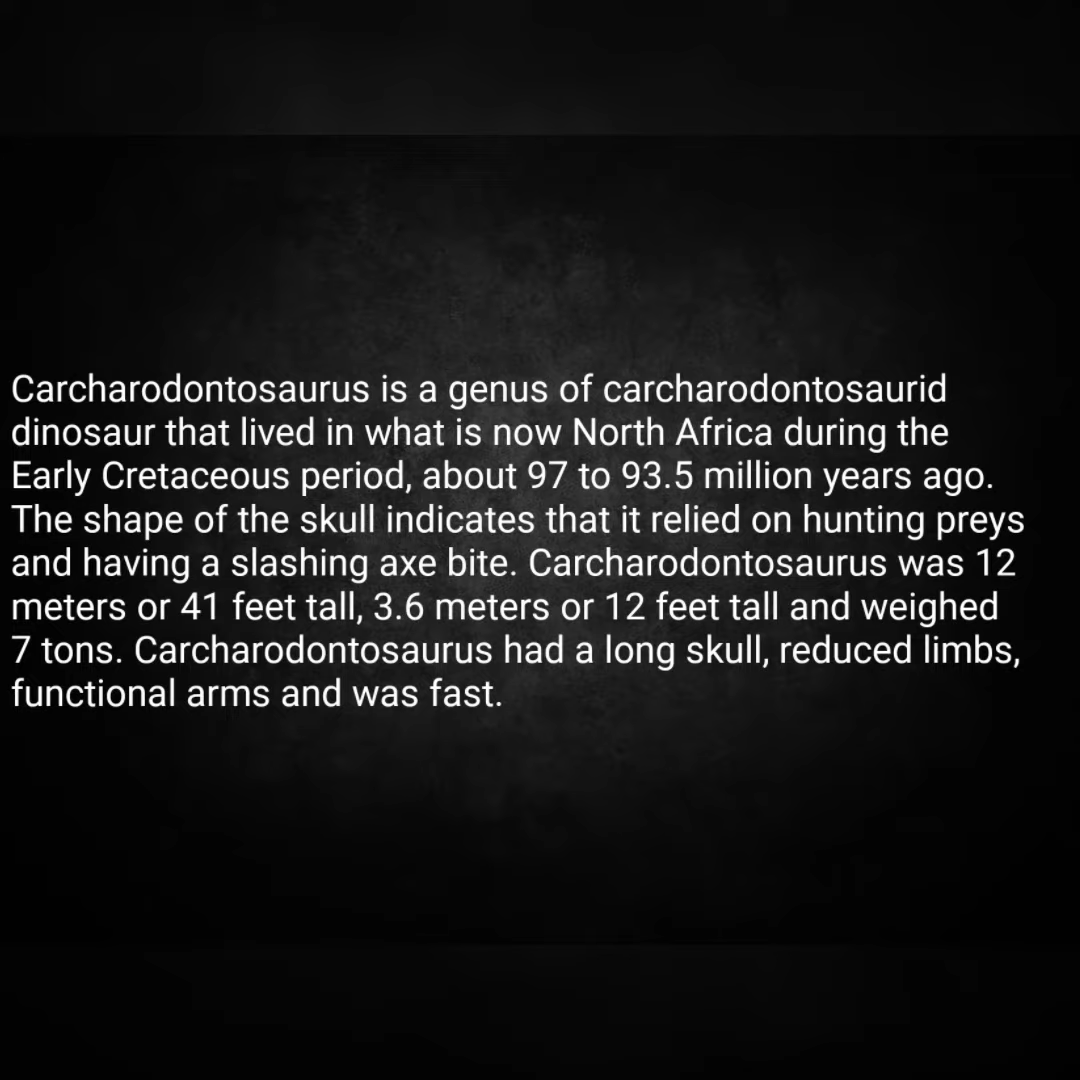 Carcharodontosaurus is a genus of carcharodontosaurid
dinosaur that lived in what is now North Africa during the
Early Cretaceous period, about 97 to 93.5 million years ago.
The shape of the skull indicates that it relied on hunting preys
and having a slashing axe bite. Carcharodontosaurus was 12
meters or 41 feet tall, 3.6 meters or 12 feet tall and weighed
7 tons. Carcharodontosaurus had a long skull, reduced limbs,
functional arms and was fast.